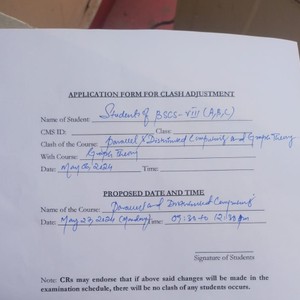 APPLICATION FORM FOR CLASH ADJUSTMENT
Name of Student: Students of BSCS-VIII (A,B,C)
CMS ID: Class
Clash of the Course: Parallel & Distributed Computing and Graph Theory
With Course: Graph Theory
Date: May 2024 Time:
PROPOSED DATE AND TIME
Name of the Course: Parallel and Distributed Computing
Date: May 23, 2024 (Monday) Time: 09:30 to 12:30 pm
Signature of Students
Note: CRs may endorse that if above said changes will be made in the
examination schedule, there will be no clash of any students occurs.